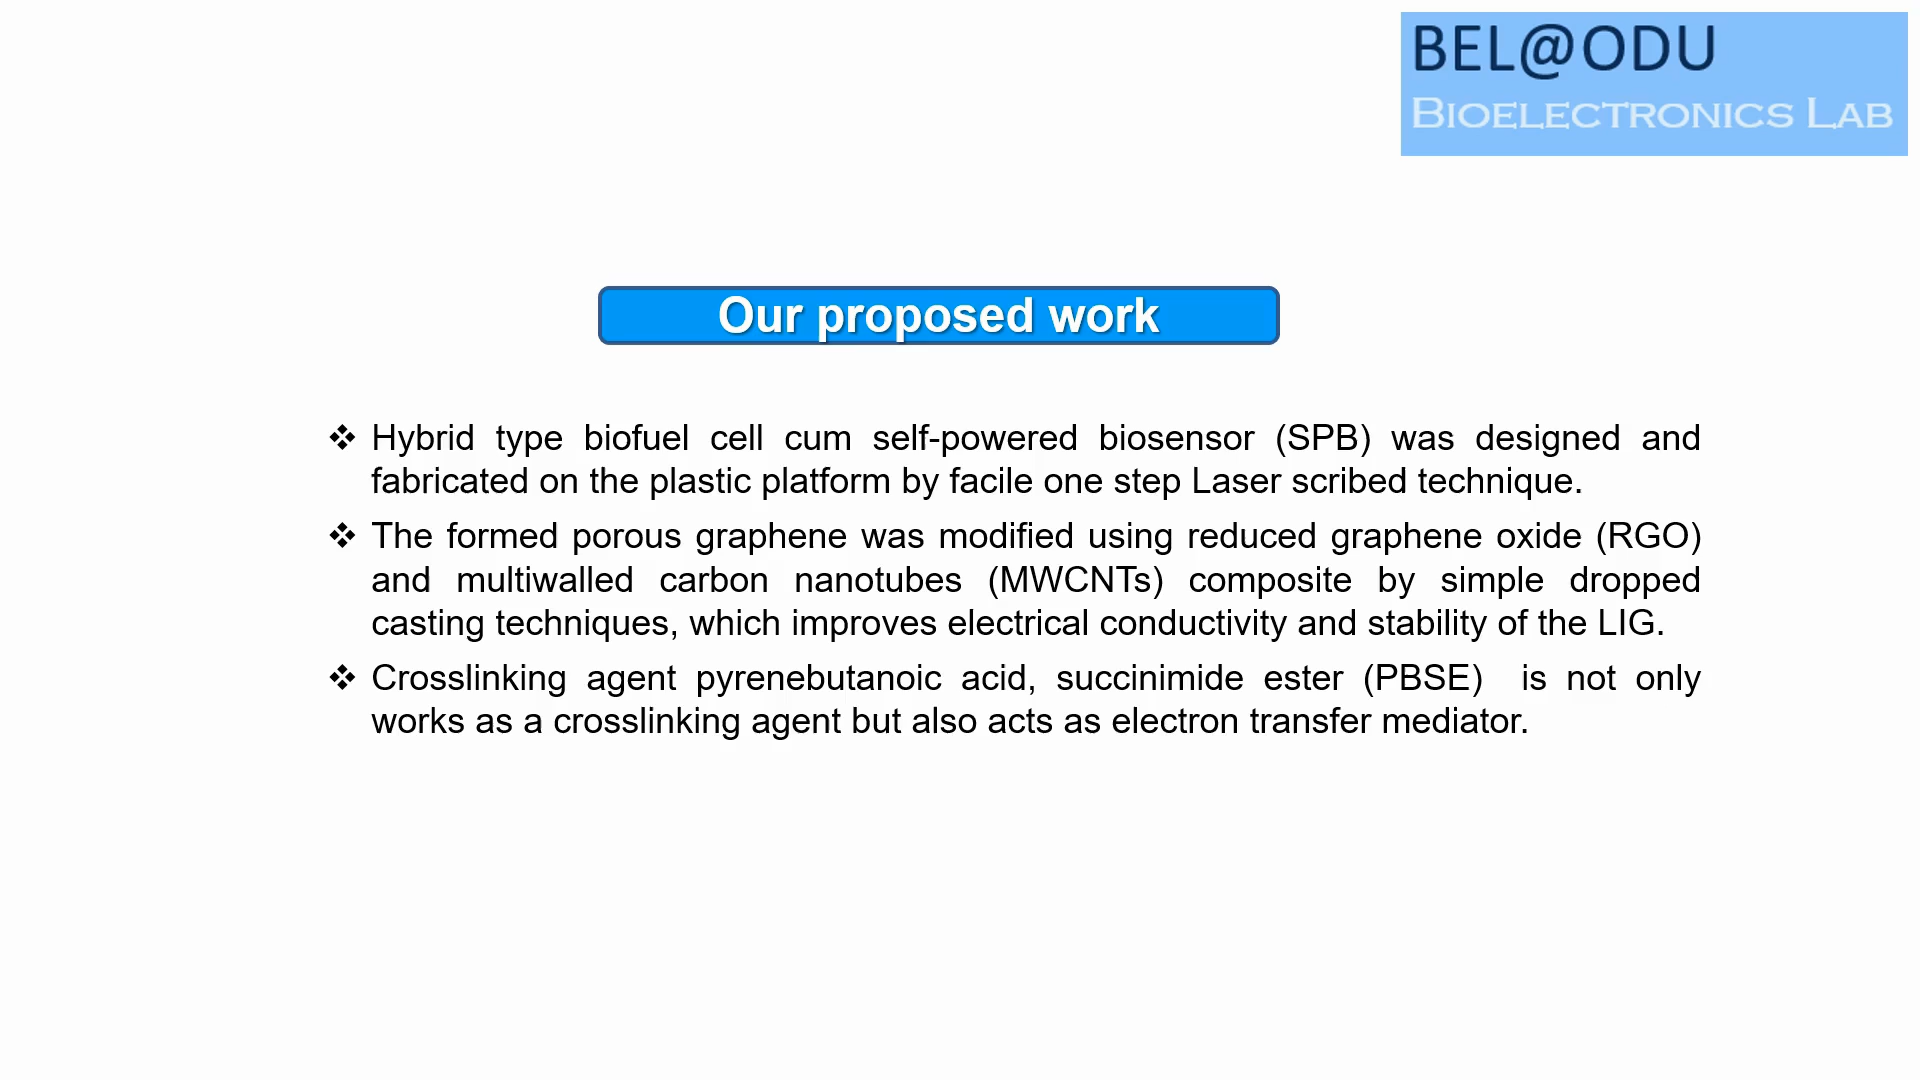 BEL@ODU
BIOELECTRONICS LAB
Our proposed work
❖ Hybrid type biofuel cell cum self-powered biosensor (SPB) was designed and
fabricated on the plastic platform by facile one step Laser scribed technique.
❖ The formed porous graphene was modified using reduced graphene oxide (RGO)
and multiwalled carbon nanotubes (MWCNTs) composite by simple dropped
casting techniques, which improves electrical conductivity and stability of the LIG.
❖ Crosslinking agent pyrenebutanoic acid, succinimide ester (PBSE)  is not only
works as a crosslinking agent but also acts as electron transfer mediator.